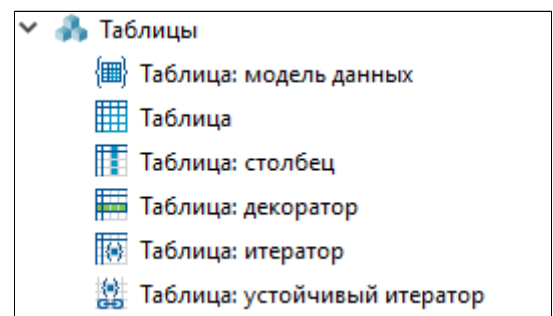 Таблицы
Таблица: модель данных
Таблица
Таблица: столбец
Таблица: декоратор
Таблица: итератор
Таблица: устойчивый итератор